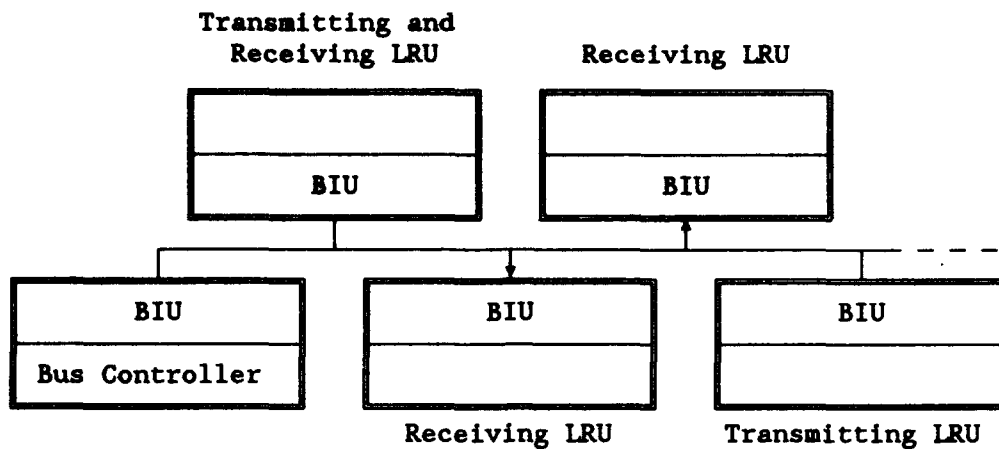 Transmitting and
Receiving LRU
Receiving LRU
BIU
BIU
BIU
Bus Controller
BIU
BIU
Receiving LRU
Transmitting LRU